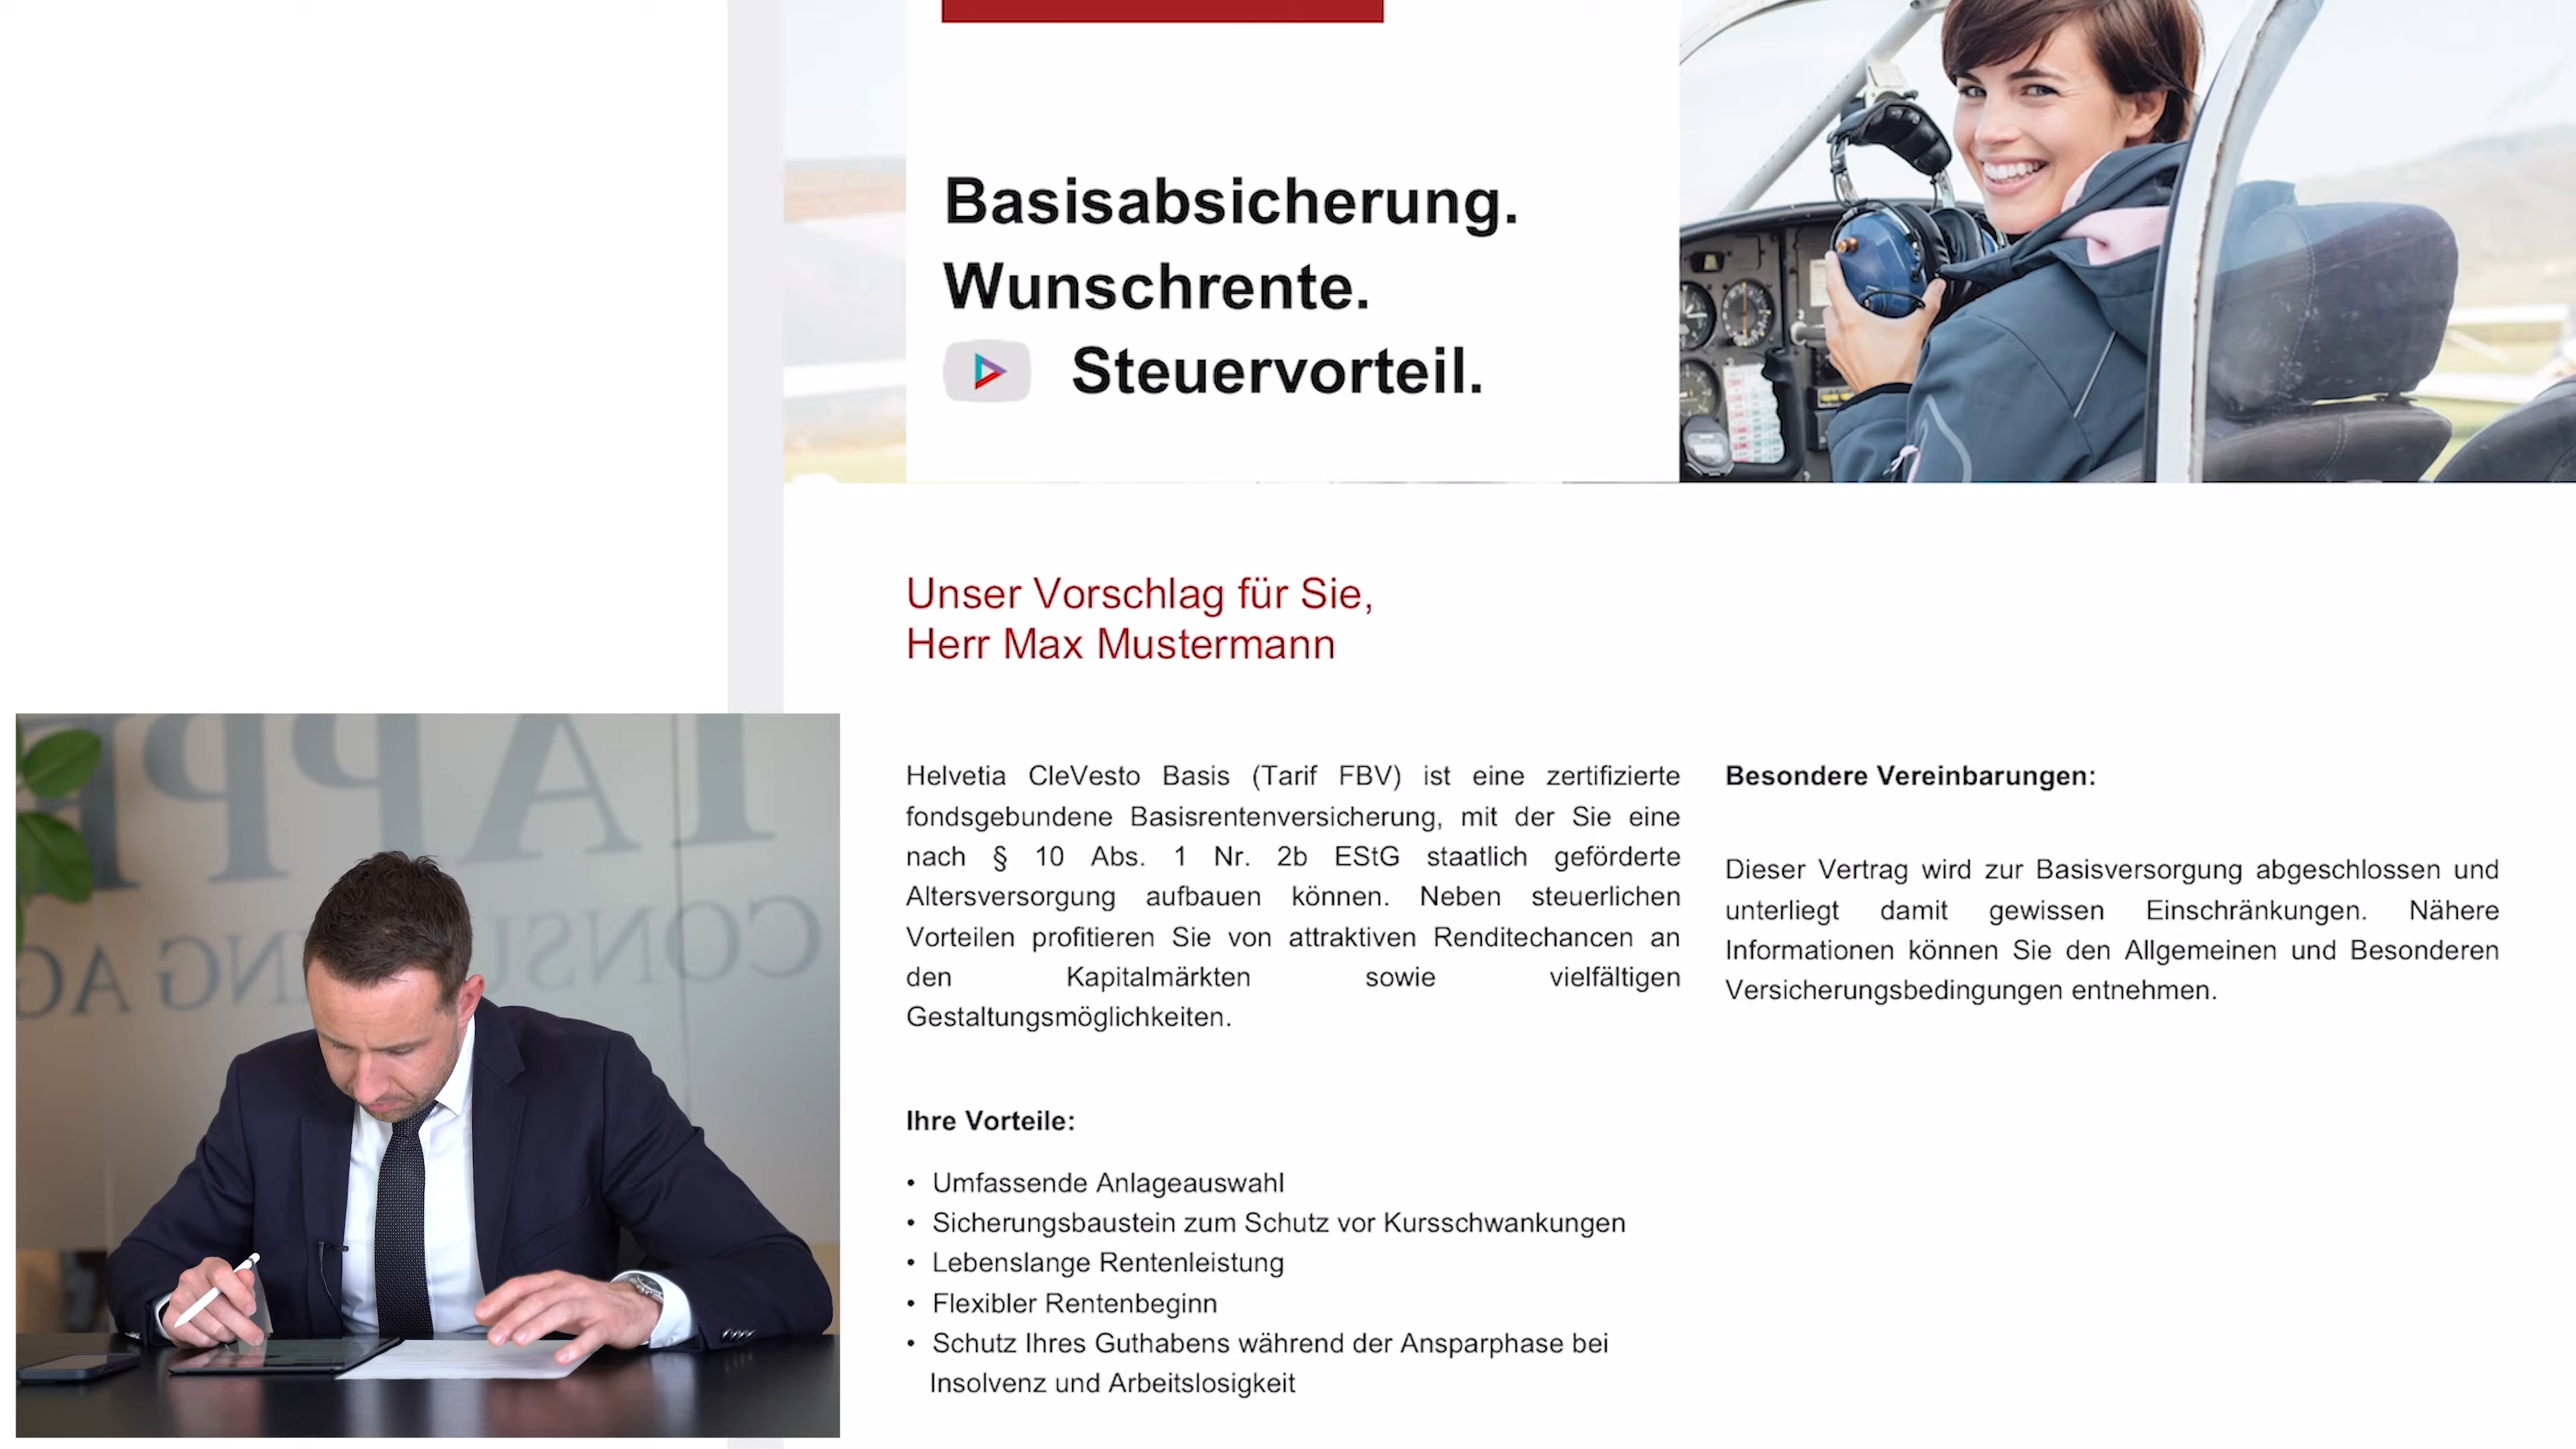 Basisabsicherung.
Wunschrente.
Steuervorteil.
Unser Vorschlag für Sie,
Herr Max Mustermann
Helvetia CleVesto Basis (Tarif FBV) ist eine zertifizierte
fondsgebundene Basisrentenversicherung, mit der Sie eine
nach § 10 Abs. 1 Nr. 2b EStG staatlich geförderte
Altersversorgung aufbauen können. Neben steuerlichen
Vorteilen profitieren Sie von attraktiven Renditechancen an
den Kapitalmärkten sowie vielfältigen
Gestaltungsmöglichkeiten.
Ihre Vorteile:
• Umfassende Anlageauswahl
• Sicherungsbaustein zum Schutz vor Kursschwankungen
• Lebenslange Rentenleistung
• Flexibler Rentenbeginn
• Schutz Ihres Guthabens während der Ansparphase bei
Insolvenz und Arbeitslosigkeit
Besondere Vereinbarungen:
Dieser Vertrag wird zur Basisversorgung abgeschlossen und
unterliegt damit gewissen Einschränkungen. Nähere
Informationen können Sie den Allgemeinen und Besonderen
Versicherungsbedingungen entnehmen.